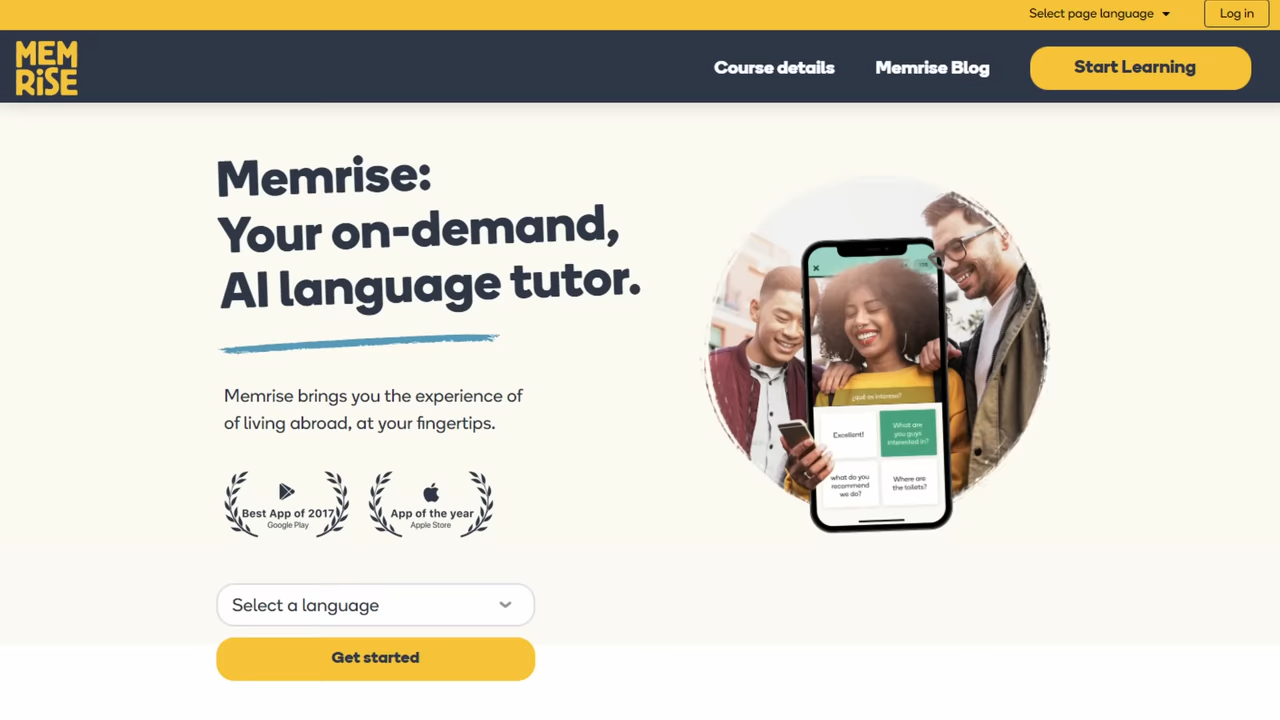 Select page language
Log in
MEM
RiSE
Course details
Memrise Blog
Start Learning
Memrise:
Your on-demand,
AI language tutor.
Memrise brings you the experience of
of living abroad, at your fingertips.
Best App of 2017
Google Play
App of the year
Apple Store
¿qué os interesa?
Excellent!
What are
you guys
interested in?
what do you
recommend
we do?
Where are
the toilets?
Select a language
Get started